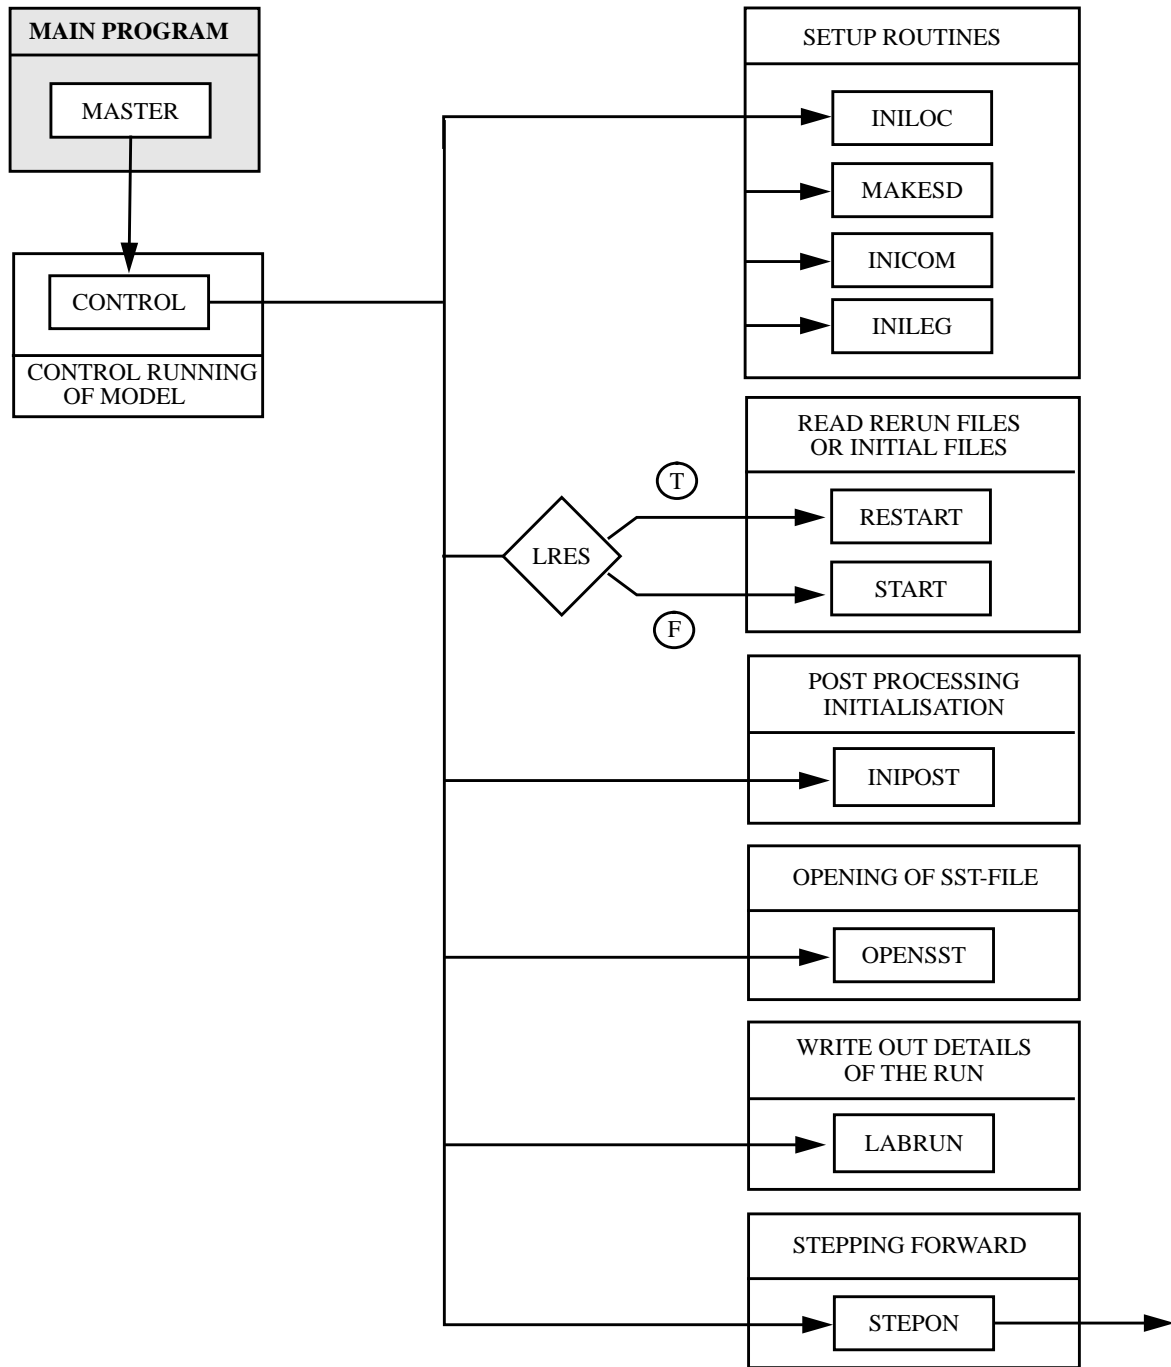 MAIN PROGRAM
MASTER
CONTROL
CONTROL RUNNING
OF MODEL
SETUP ROUTINES
INILOC
MAKESD
INICOM
INILEG
READ RERUN FILES
OR INITIAL FILES
T
RESTART
LRES
START
F
POST PROCESSING
INITIALISATION
INIPOST
OPENING OF SST-FILE
OPENSST
WRITE OUT DETAILS
OF THE RUN
LABRUN
STEPPING FORWARD
STEPON